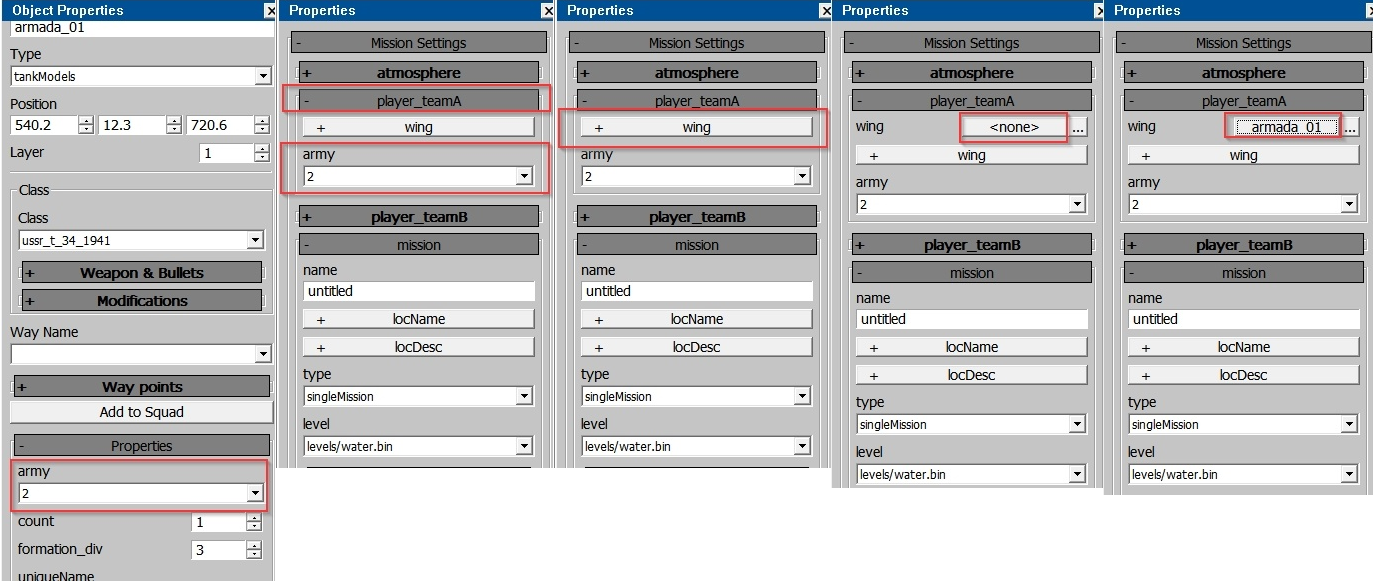 Object Properties
armada_01
Type
tankModels
Position
540.2 12.3 720.6
Layer 1
Class
Class
ussr_t_34_1941
+ Weapon & Bullets
+ Modifications
Way Name
+ Way points
Add to Squad
- Properties
army
2
count 1
formation_div 3
uniqueName
Properties
- Mission Settings
+ atmosphere
- player_teamA
+ wing
army
2
+ player_teamB
- mission
name
untitled
+ locName
+ locDesc
type
singleMission
level
levels/water.bin
Properties
- Mission Settings
+ atmosphere
- player_teamA
+ wing
army
2
+ player_teamB
- mission
name
untitled
+ locName
+ locDesc
type
singleMission
level
levels/water.bin
Properties
- Mission Settings
+ atmosphere
- player_teamA
wing <none> ...
+ wing
army
2
+ player_teamB
- mission
name
untitled
+ locName
+ locDesc
type
singleMission
level
levels/water.bin
Properties
- Mission Settings
+ atmosphere
- player_teamA
wing armada_01 ...
+ wing
army
2
+ player_teamB
- mission
name
untitled
+ locName
+ locDesc
type
singleMission
level
levels/water.bin